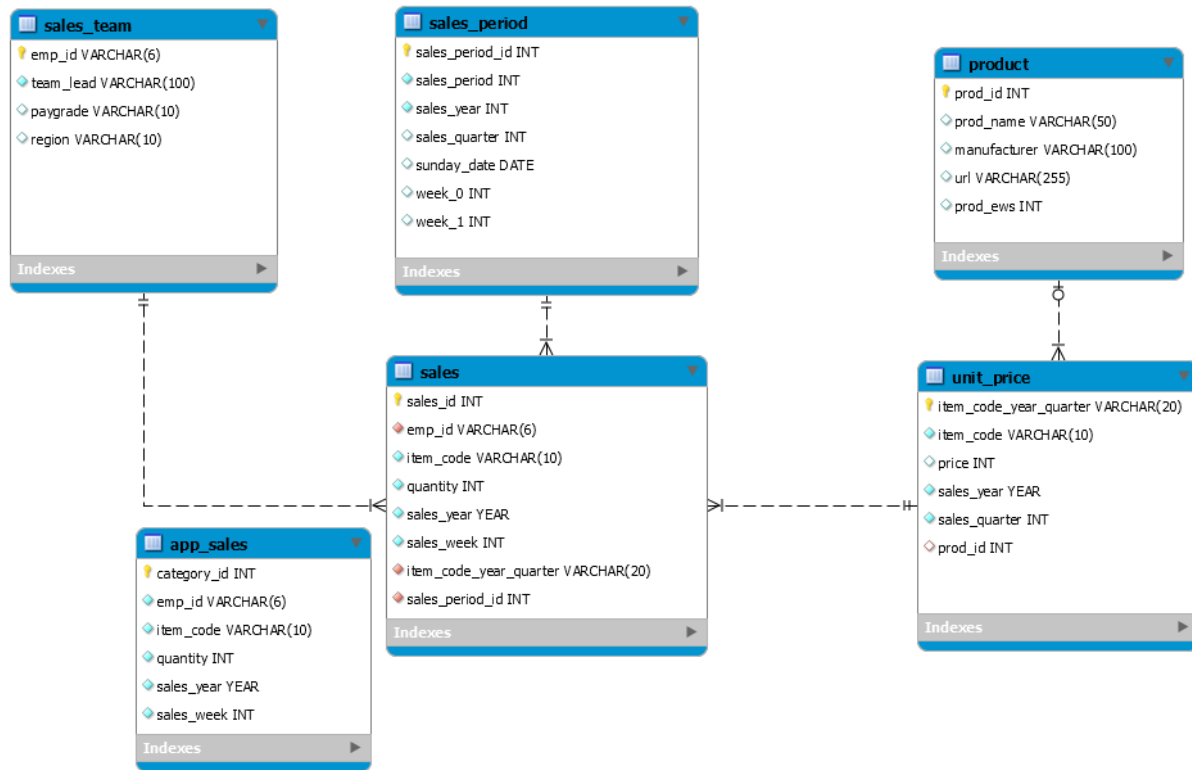 sales_team
emp_id VARCHAR(6)
team_lead VARCHAR(100)
paygrade VARCHAR(10)
region VARCHAR(10)
Indexes
sales_period
sales_period_id INT
sales_period INT
sales_year INT
sales_quarter INT
sunday_date DATE
week_0 INT
week_1 INT
Indexes
product
prod_id INT
prod_name VARCHAR(50)
manufacturer VARCHAR(100)
url VARCHAR(255)
prod_ews INT
Indexes
sales
sales_id INT
emp_id VARCHAR(6)
item_code VARCHAR(10)
quantity INT
sales_year YEAR
sales_week INT
item_code_year_quarter VARCHAR(20)
sales_period_id INT
Indexes
unit_price
item_code_year_quarter VARCHAR(20)
item_code VARCHAR(10)
price INT
sales_year YEAR
sales_quarter INT
prod_id INT
Indexes
app_sales
category_id INT
emp_id VARCHAR(6)
item_code VARCHAR(10)
quantity INT
sales_year YEAR
sales_week INT
Indexes